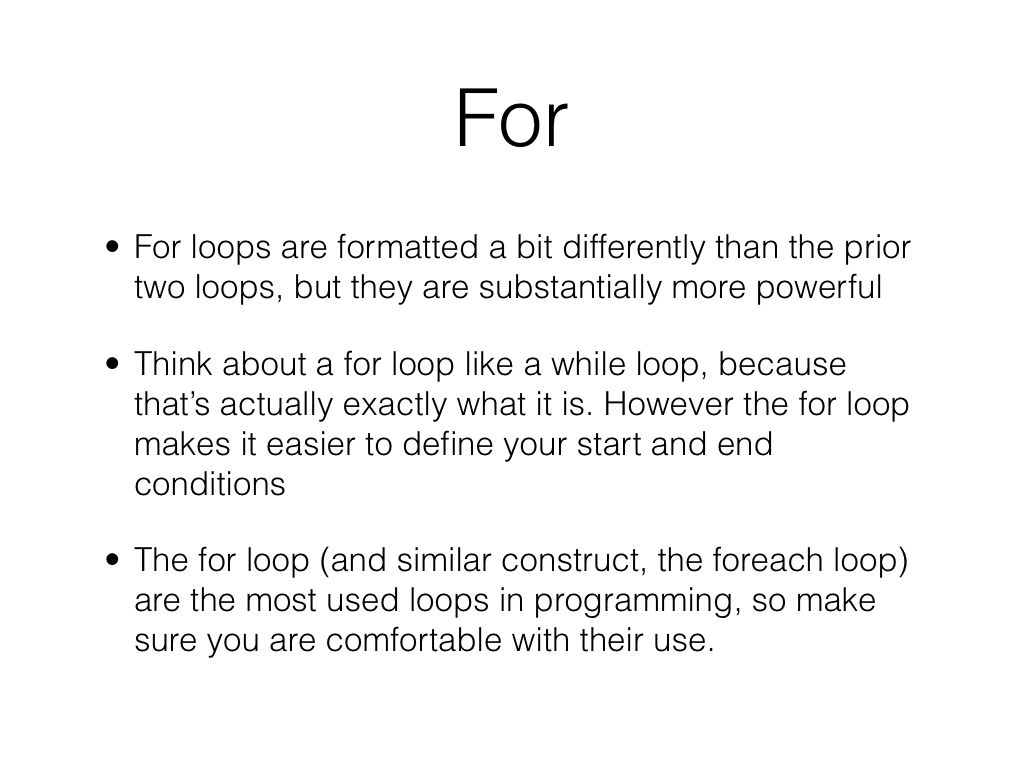 For
• For loops are formatted a bit differently than the prior
two loops, but they are substantially more powerful
• Think about a for loop like a while loop, because
that’s actually exactly what it is. However the for loop
makes it easier to define your start and end
conditions
• The for loop (and similar construct, the foreach loop)
are the most used loops in programming, so make
sure you are comfortable with their use.